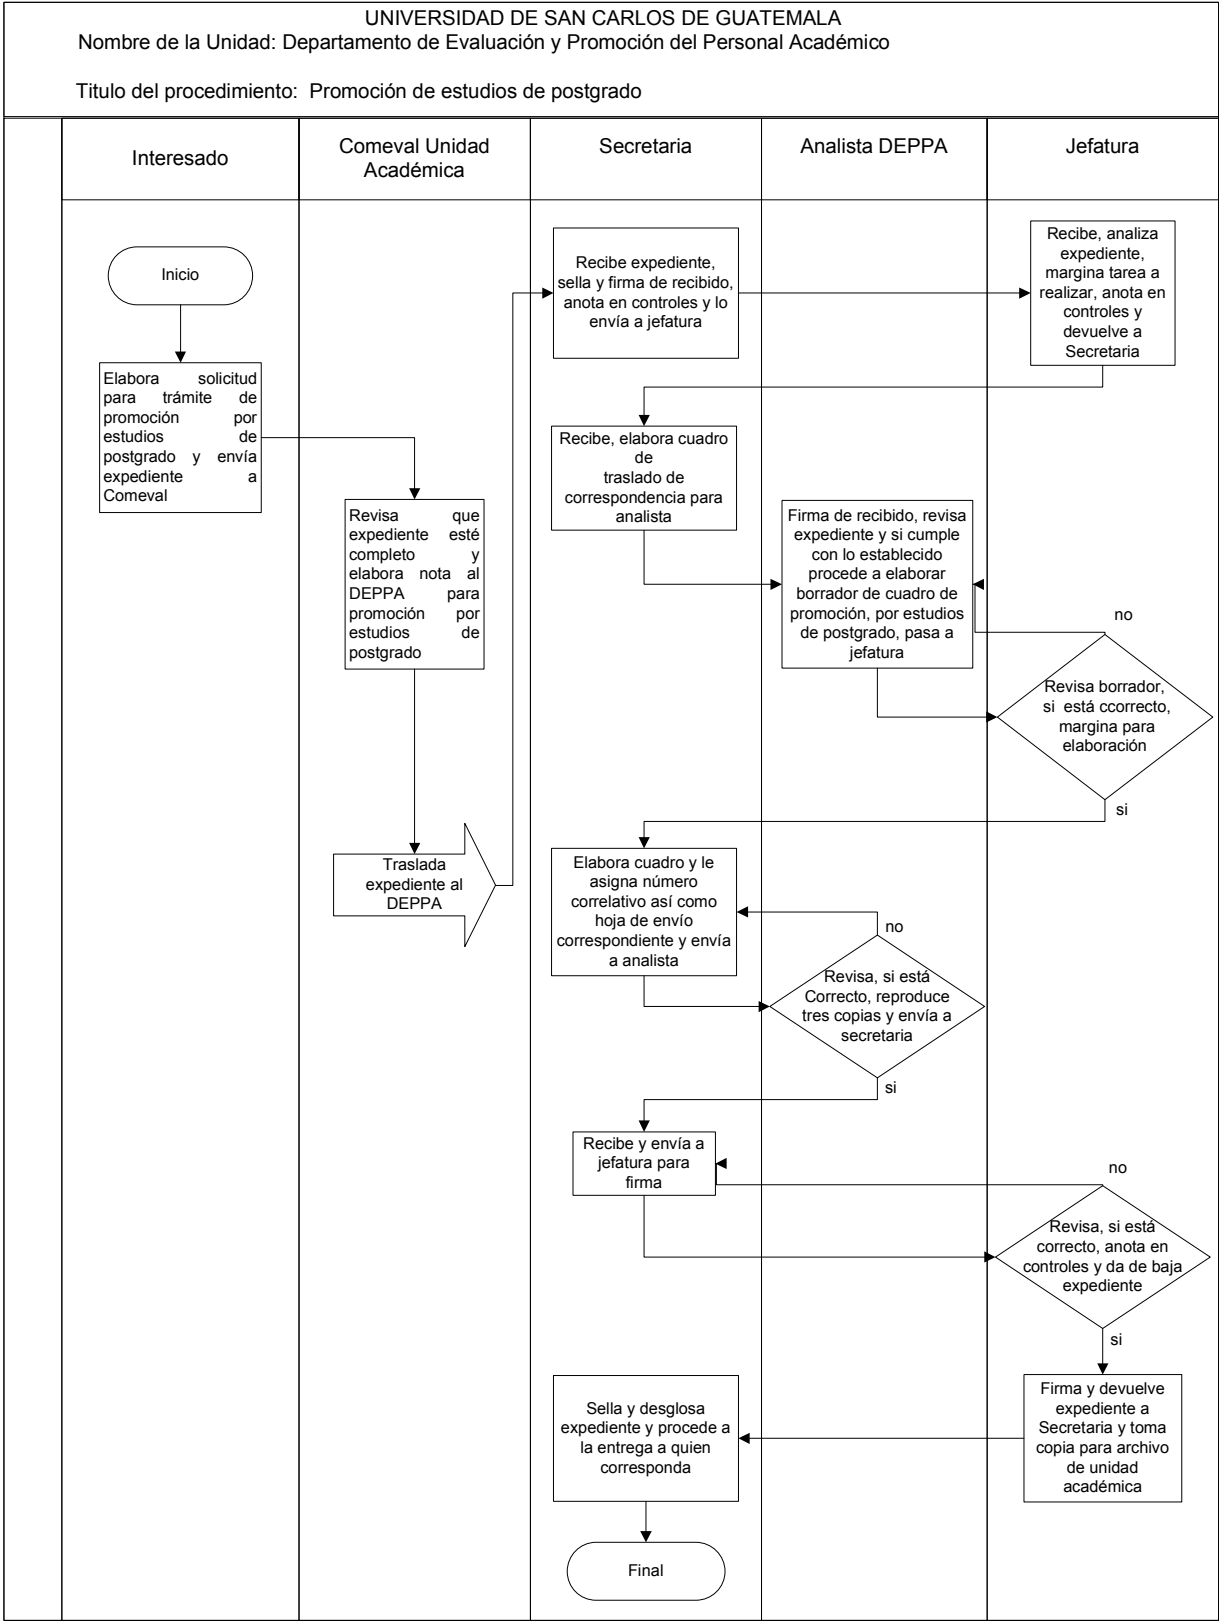 UNIVERSIDAD DE SAN CARLOS DE GUATEMALA
Nombre de la Unidad: Departamento de Evaluación y Promoción del Personal Académico
Titulo del procedimiento:  Promoción de estudios de postgrado
Interesado
Comeval Unidad
Académica
Secretaria
Analista DEPPA
Jefatura
Inicio
Elabora solicitud
para trámite de
promoción por
estudios de
postgrado y envía
expediente a
Comeval
Revisa que
expediente esté
completo y
elabora nota al
DEPPA para
promoción por
estudios de
postgrado
Traslada
expediente al
DEPPA
Recibe expediente,
sella y firma de recibido,
anota en controles y lo
envía a jefatura
Recibe, analiza
expediente,
margina tarea a
realizar, anota en
controles y
devuelve a
Secretaria
Recibe, elabora cuadro
de
traslado de
correspondencia para
analista
Firma de recibido, revisa
expediente y si cumple
con lo establecido
procede a elaborar
borrador de cuadro de
promoción, por estudios
de postgrado, pasa a
jefatura
no
Revisa borrador,
si  está ccorrecto,
margina para
elaboración
si
Elabora cuadro y le
asigna número
correlativo así como
hoja de envío
correspondiente y envía
a analista
no
Revisa, si está
Correcto, reproduce
tres copias y envía a
secretaria
si
Recibe y envía a
jefatura para
firma
no
Revisa, si está
correcto, anota en
controles y da de baja
expediente
si
Firma y devuelve
expediente a
Secretaria y toma
copia para archivo
de unidad
académica
Sella y desglosa
expediente y procede a
la entrega a quien
corresponda
Final